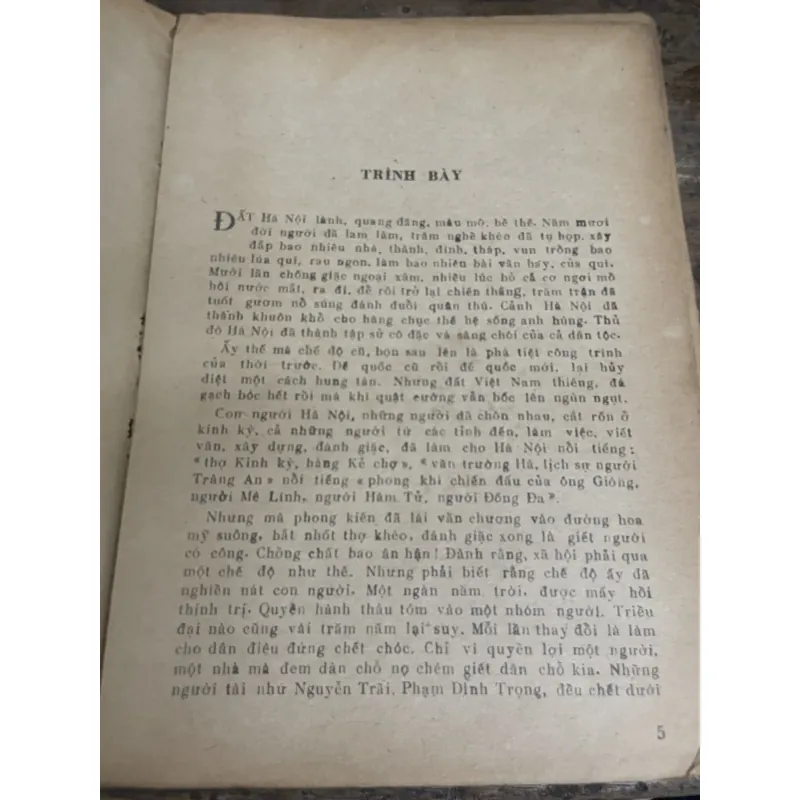 TRÌNH BÀY
ĐẤT Hà Nội lành, quang đãng, màu mỡ, bề thế. Năm mươi
đời người đã lam làm, trăm nghề khéo đã tụ họp, xây
đắp bao nhiêu nhà, thành, đình, tháp, vun trồng bao
nhiêu lúa quí, rau ngon, làm bao nhiêu bài văn hay, của quí.
Mười lần chống giặc ngoại xâm, nhiều lúc bỏ cả cơ ngơi mồ
hôi nước mắt, ra đi, để rồi trở lại chiến thắng, trăm trận đã
tuốt gươm nổ súng đánh đuổi quân thù. Cảnh Hà Nội đã
thành khuôn khổ cho hàng chục thế hệ sống anh hùng. Thủ
đô Hà Nội đã thành tập sử cô đặc và sáng chói của cả dân tộc.
Ấy thế mà chế độ cũ, bọn sau lên là phá tiệt công trình
của thời trước. Đế quốc cũ rồi đế quốc mới, lại hủy
diệt một cách hung tàn. Nhưng đất Việt Nam thiêng, đá
gạch bóc hết rồi mà khí quật cường vẫn bốc lên ngùn ngụt.
Con người Hà Nội, những người đã chôn nhau, cắt rốn ở
kinh kỳ, cả những người từ các tỉnh đến, làm việc, viết
văn, xây dựng, đánh giặc, đã làm cho Hà Nội nổi tiếng:
« thợ Kinh kỳ, hàng Kẻ chợ », « văn trường Hà, lịch sự người
Tràng An » nổi tiếng « phong khí chiến đấu của ông Gióng,
người Mê Linh, người Hàm Tử, người Đống Đa ».
Nhưng mà phong kiến đã lái văn chương vào đường hoa
mỹ suông, bắt nhốt thợ khéo, đánh giặc xong là giết người
có công. Chồng chất bao ân hận! Đành rằng, xã hội phải qua
một chế độ như thế. Nhưng phải biết rằng chế độ ấy đã
nghiền nát con người. Một ngàn năm trời, được mấy hồi
thịnh trị. Quyền hành thâu tóm vào một nhóm người. Triều
đại nào cũng vài trăm năm lại suy. Mỗi lần thay đổi là làm
cho dân điêu đứng chết chóc. Chỉ vì quyền lợi một người,
một nhà mà đem dân chỗ nọ chém giết dân chỗ kia. Những
người tài như Nguyễn Trãi, Phạm Đình Trọng, đều chết dưới
5